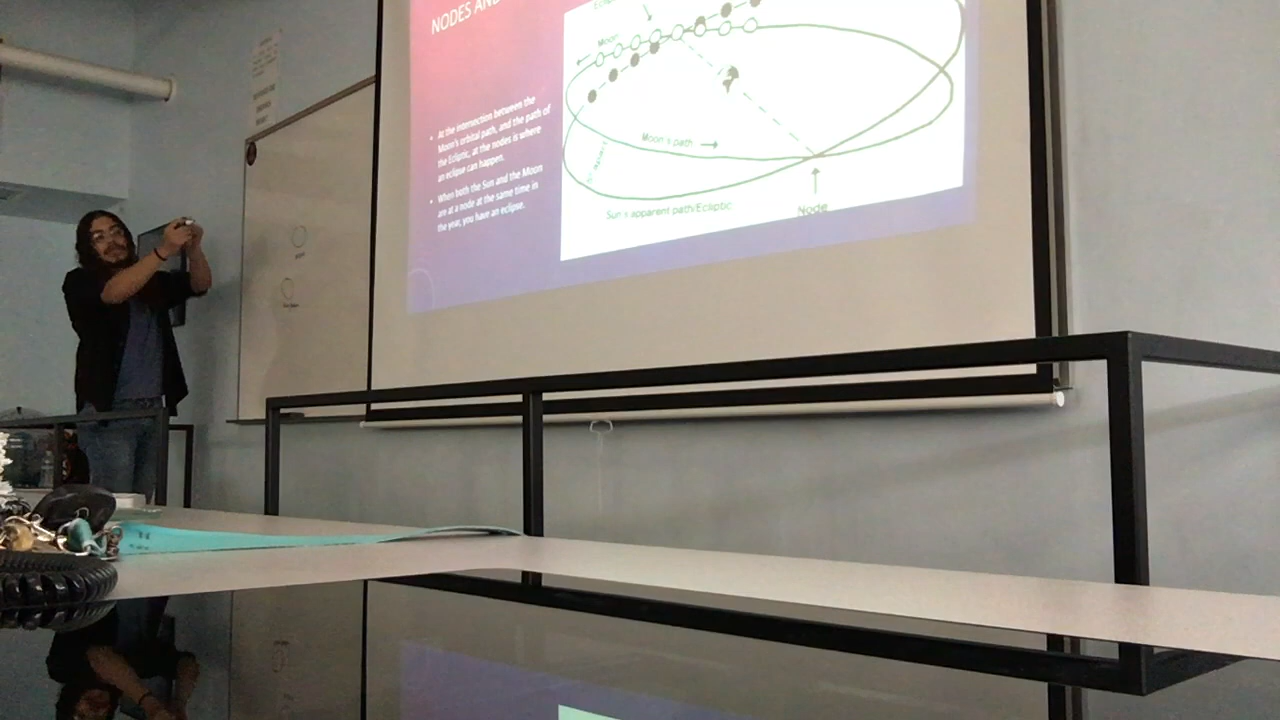 NODES AND
At the intersection between the
Moon's orbital path, and the path of
the Ecliptic, at the nodes is where
an eclipse can happen.
When both the Sun and the Moon
are at a node at the same time in
the year, you have an eclipse.
Moon
Moon's path
Sun's apparent path/Ecliptic
Node